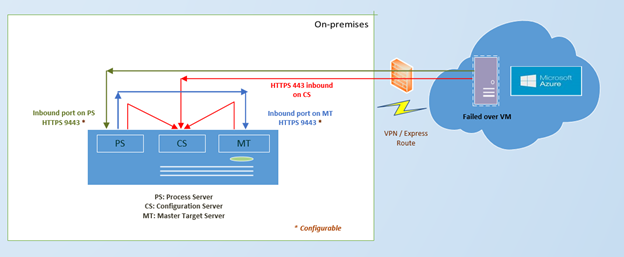 On-premises
HTTPS 443 inbound
on CS
Inbound port on PS
HTTPS 9443 *
Inbound port on MT
HTTPS 9443 *
PS
CS
MT
PS: Process Server
CS: Configuration Server
MT: Master Target Server
* Configurable
VPN / Express
Route
Microsoft
Azure
Failed over VM